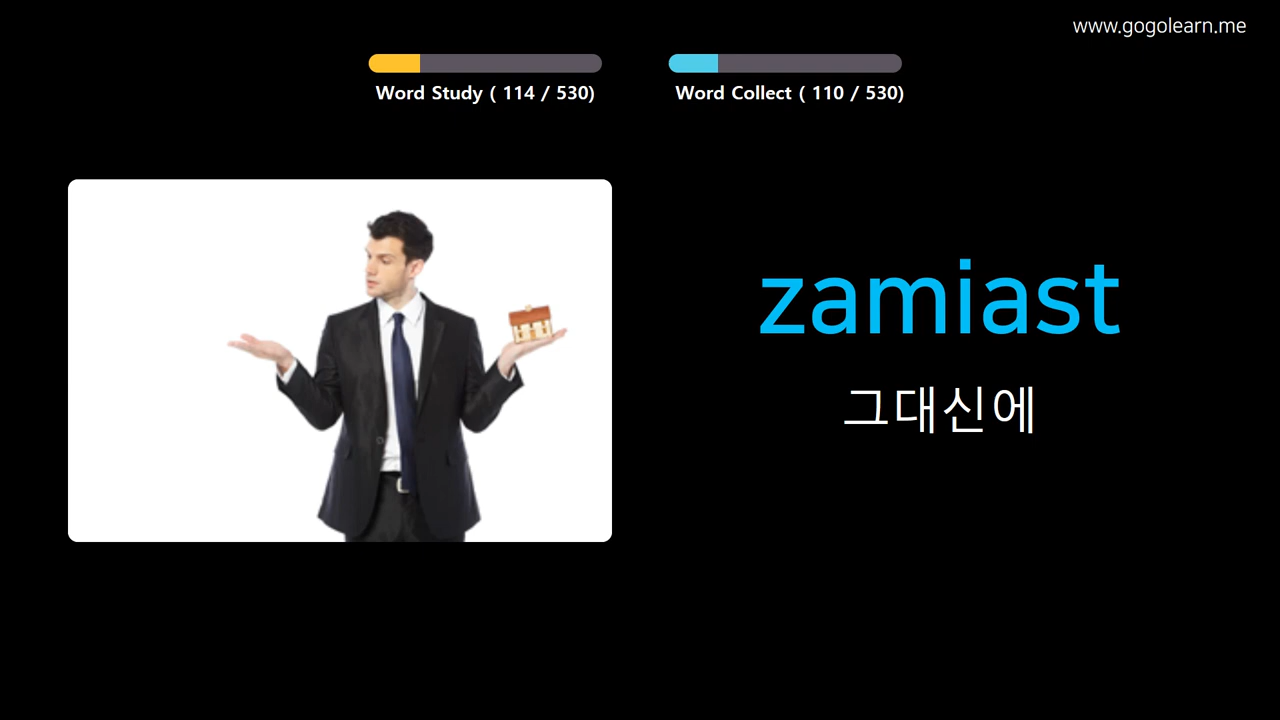 www.gogolearn.me
Word Study ( 114 / 530)
Word Collect ( 110 / 530)
zamiast
그대신에